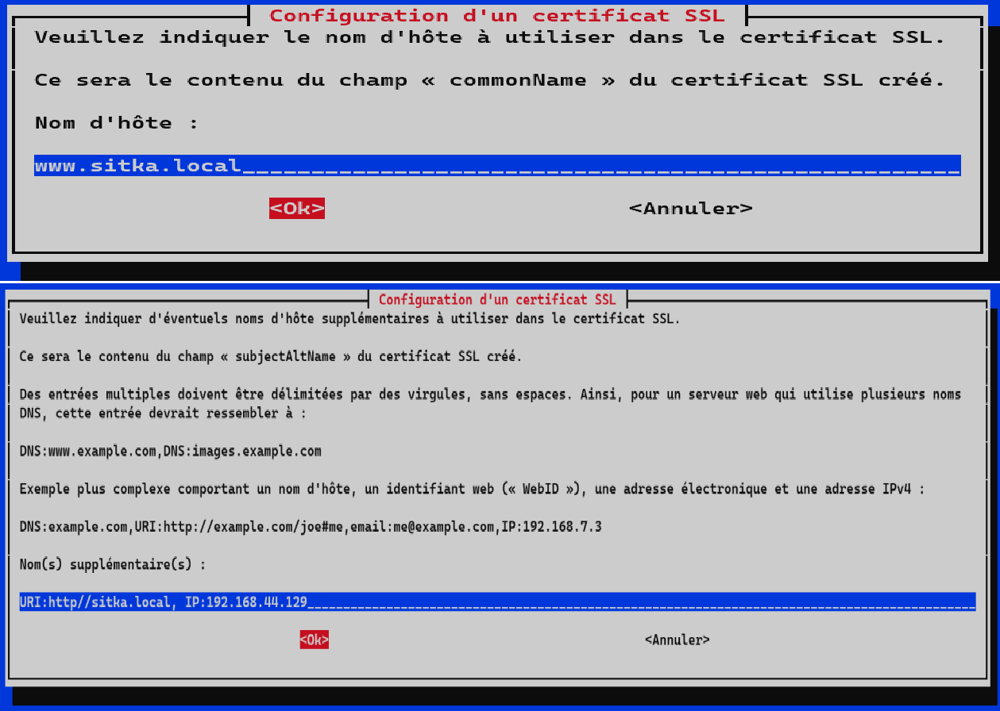 Configuration d'un certificat SSL
Veuillez indiquer le nom d'hôte à utiliser dans le certificat SSL.
Ce sera le contenu du champ « commonName » du certificat SSL créé.
Nom d'hôte :
www.sitka.local____________________________________________________
<Ok> <Annuler>
Configuration d'un certificat SSL
Veuillez indiquer d'éventuels noms d'hôte supplémentaires à utiliser dans le certificat SSL.
Ce sera le contenu du champ « subjectAltName » du certificat SSL créé.
Des entrées multiples doivent être délimitées par des virgules, sans espaces. Ainsi, pour un serveur web qui utilise plusieurs noms
DNS, cette entrée devrait ressembler à :
DNS:www.example.com,DNS:images.example.com
Exemple plus complexe comportant un nom d'hôte, un identifiant web (« WebID »), une adresse électronique et une adresse IPv4 :
DNS:example.com,URI:http://example.com/joe#me,email:me@example.com,IP:192.168.7.3
Nom(s) supplémentaire(s) :
URI:http//sitka.local, IP:192.168.44.129_____________________________________________________________________________________________
<Ok> <Annuler>